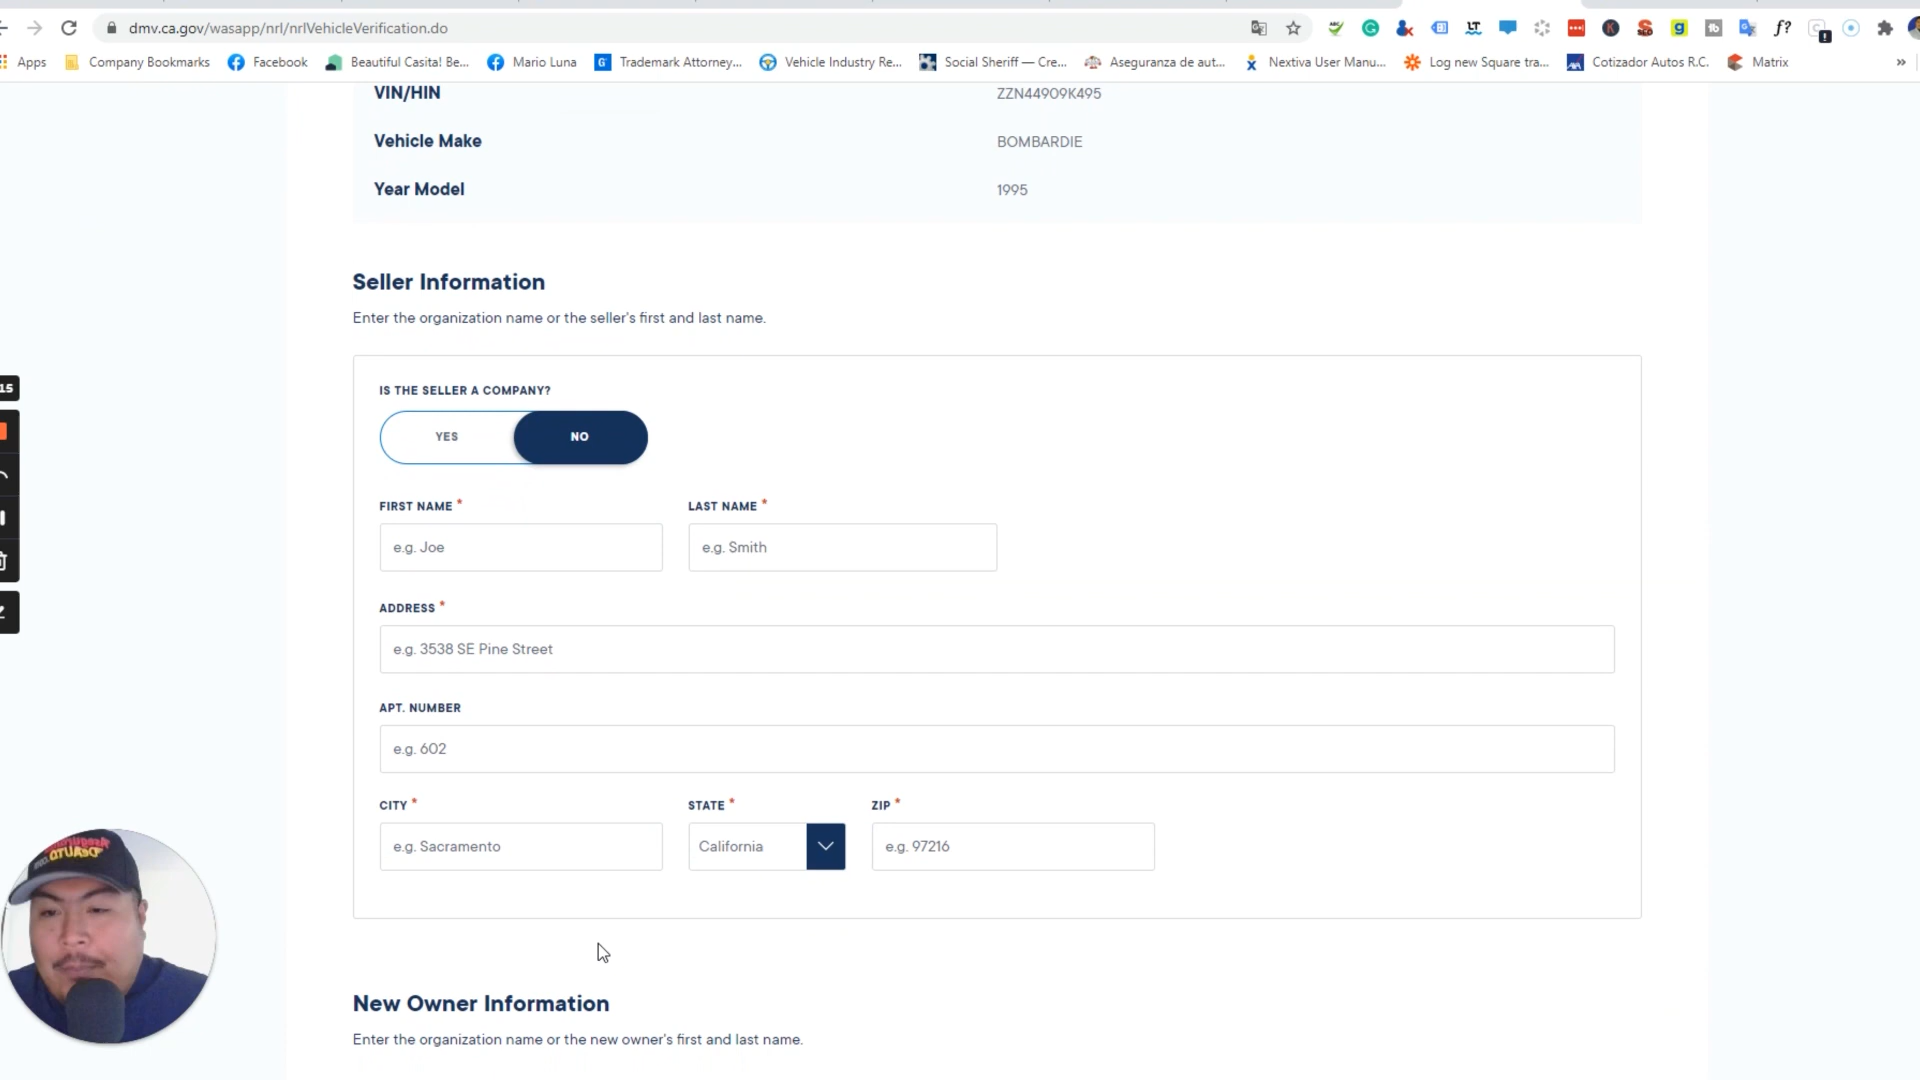 dmv.ca.gov/wasapp/nrl/nrlVehicleVerification.do
Apps Company Bookmarks Facebook Beautiful Casita! Be... Mario Luna Trademark Attorney... Vehicle Industry Re... Social Sheriff — Cre... Aseguranza de aut... Nextiva User Manu... Log new Square tra... Cotizador Autos R.C. Matrix »
VIN/HIN ZZN44909K495
Vehicle Make BOMBARDIE
Year Model 1995
Seller Information
Enter the organization name or the seller's first and last name.
15
IS THE SELLER A COMPANY?
YES NO
FIRST NAME * LAST NAME *
e.g. Joe e.g. Smith
ADDRESS *
e.g. 3538 SE Pine Street
APT. NUMBER
e.g. 602
CITY * STATE * ZIP *
e.g. Sacramento California e.g. 97216
New Owner Information
Enter the organization name or the new owner's first and last name.